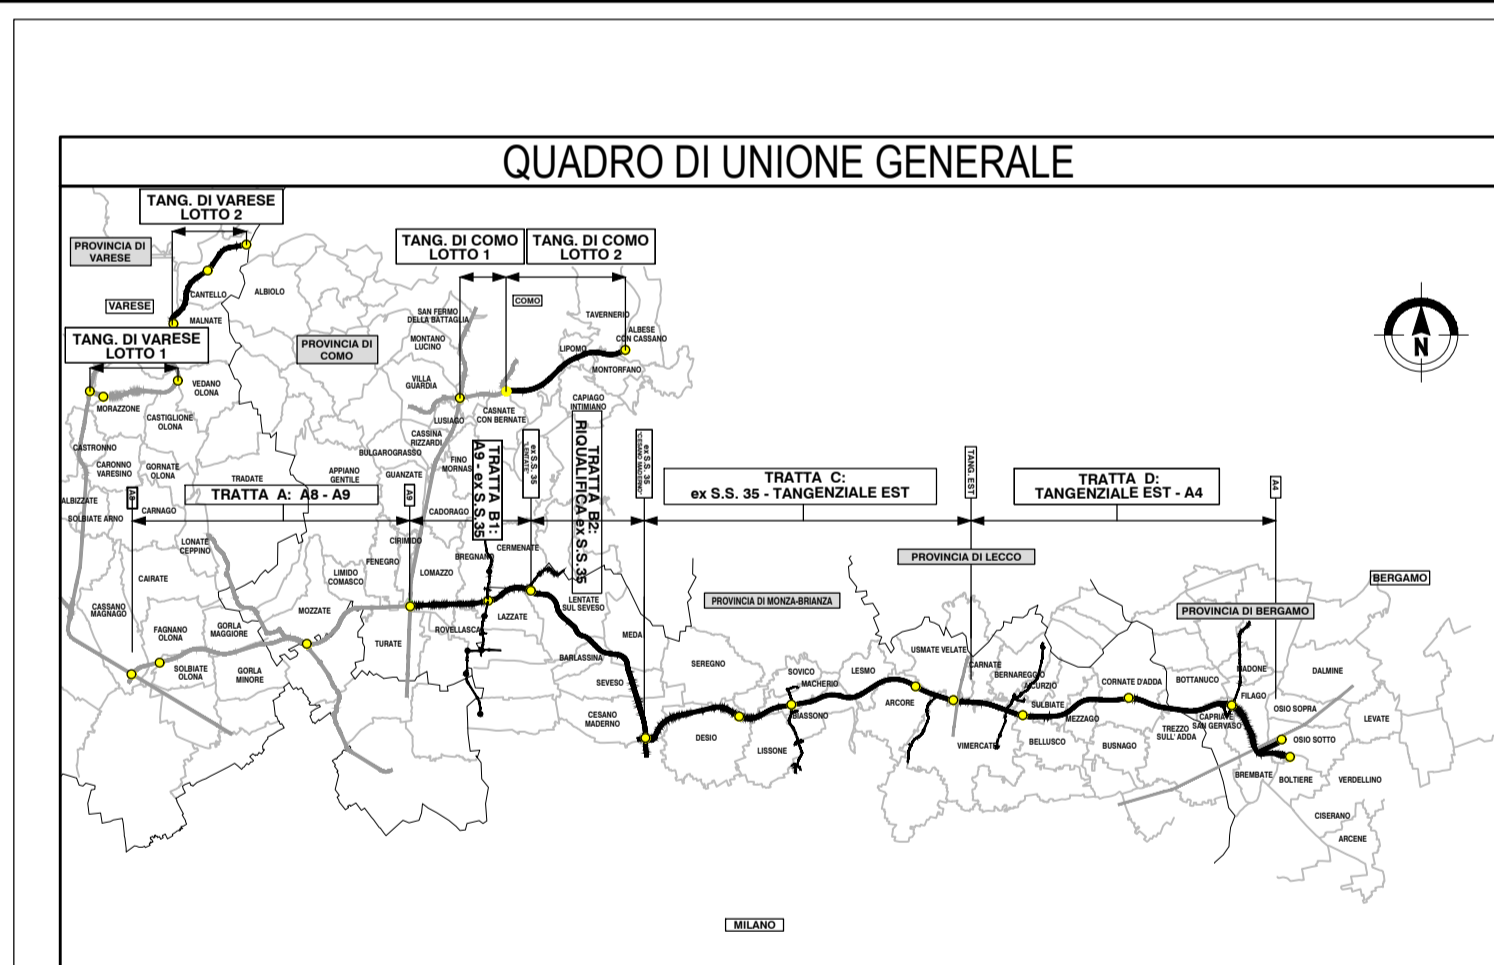 QUADRO DI UNIONE GENERALE
TANG. DI VARESE
LOTTO 2
PROVINCIA DI
VARESE
TANG. DI COMO
LOTTO 1
TANG. DI COMO
LOTTO 2
CANTELLO
ALBIOLO
VARESE
MALNATE
COMO
SAN FERMO
DELLA BATTAGLIA
TAVERNERIO
ALBESE
CON CASSANO
TANG. DI VARESE
LOTTO 1
PROVINCIA DI
COMO
MONTANO
LUCINO
LIPOMO
MONTORFANO
N
VEDANO
OLONA
VILLA
GUARDIA
MORAZZONE
CASTIGLIONE
OLONA
LUSIAGO
CASNATE
CON BERNATE
CAPIAGO
INTIMIANO
CASSINA
RIZZARDI
CASTRONNO
BULGAROGRASSO
CARONNO
VARESINO
GORNATE
OLONA
TRADATE
APPIANO
GENTILE
GUANZATE
FINO
MORNAS
TRATTA B1:
A9 - ex S.S.35
ex S.S. 35
"LENTATE"
TRATTA B2:
RIQUALIFICA ex S.S.35
ex S.S. 35
"CESANO MADERNO"
TRATTA C:
ex S.S. 35 - TANGENZIALE EST
TANG. EST
TRATTA D:
TANGENZIALE EST - A4
A4
ALBIZZATE
A8
TRATTA A: A8 - A9
A9
SOLBIATE ARNO
CARNAGO
CADORAGO
LONATE
CEPPINO
CIRIMIDO
CERMENATE
BREGNANO
FENEGRO
LOMAZZO
LIMIDO
COMASCO
CAIRATE
PROVINCIA DI LECCO
BERGAMO
CASSANO
MAGNAGO
MOZZATE
LENTATE
SUL SEVESO
PROVINCIA DI MONZA-BRIANZA
PROVINCIA DI BERGAMO
LAZZATE
FAGNANO
OLONA
GORLA
MAGGIORE
TURATE
ROVELLASCA
MEDA
BARLASSINA
SEREGNO
USMATE VELATE
CARNATE
SOLBIATE
OLONA
GORLA
MINORE
SEVESO
SOVICO
MACHERIO
LESMO
BERNAREGGIO
AICURZIO
CORNATE D'ADDA
BOTTANUCO
MADONE
DALMINE
FILAGO
CESANO
MADERNO
BIASSONO
ARCORE
SULBIATE
MEZZAGO
CAPRIATE
SAN GERVASO
OSIO SOPRA
LEVATE
DESIO
LISSONE
VIMERCATE
BELLUSCO
BUSNAGO
TREZZO
SULL' ADDA
OSIO SOTTO
BREMBATE
BOLTIERE
VERDELLINO
CISERANO
ARCENE
MILANO